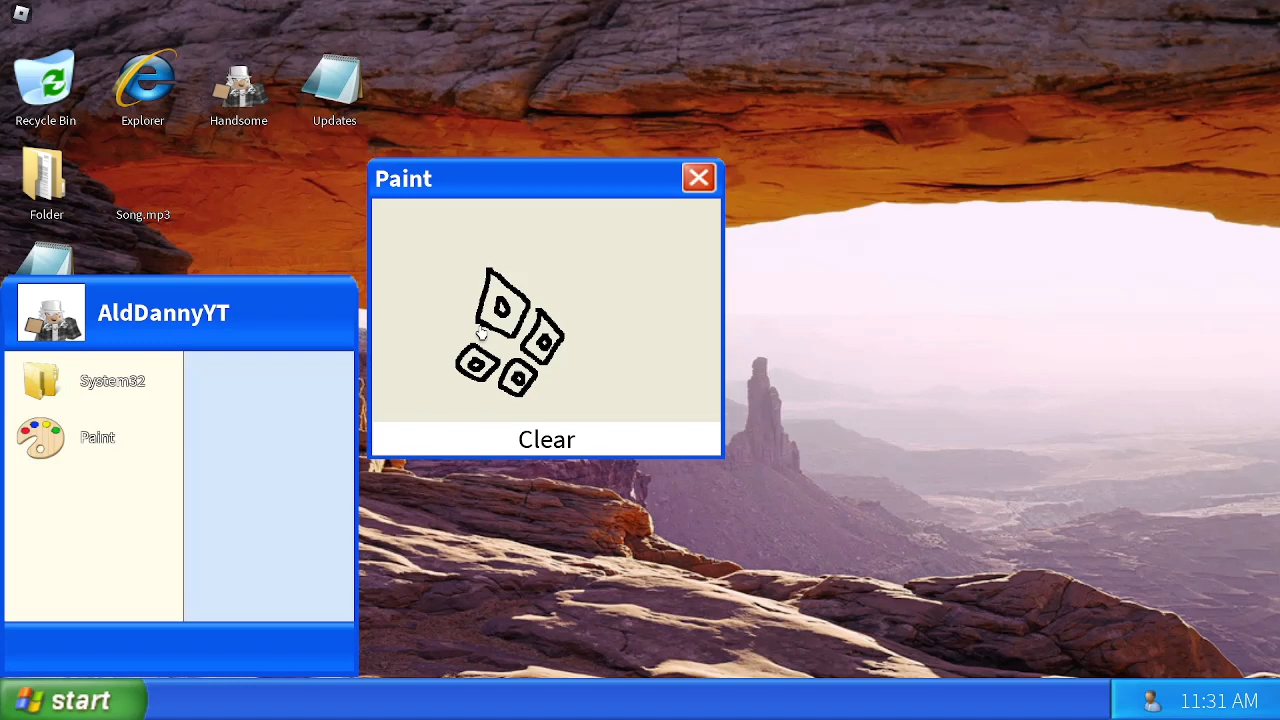 Recycle Bin
Explorer
Handsome
Updates
Folder
Song.mp3
Paint
Clear
AldDannyYT
System32
Paint
start
11:31 AM